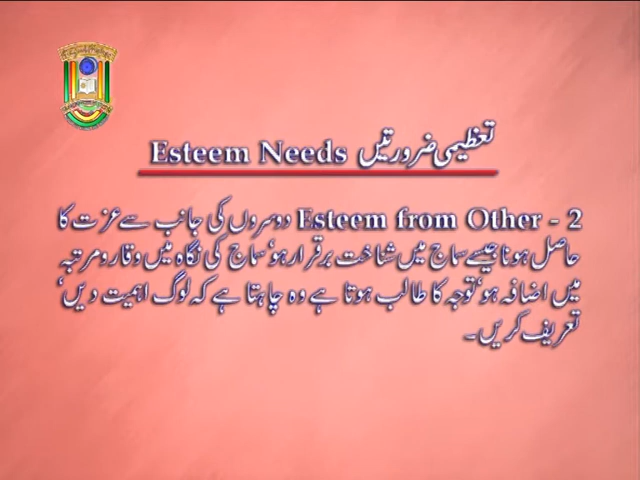 تعظیمی ضرورتیں Esteem Needs
2 - Esteem from Other دوسروں کی جانب سے عزت کا
حاصل ہونا جیسے سماج میں شناخت برقرار ہو‘ سماج کی نگاہ میں وقار و مرتبہ
میں اضافہ ہو‘ توجہ کا طالب ہوتا ہے وہ چاہتا ہے کہ لوگ اہمیت دیں‘
تعریف کریں۔